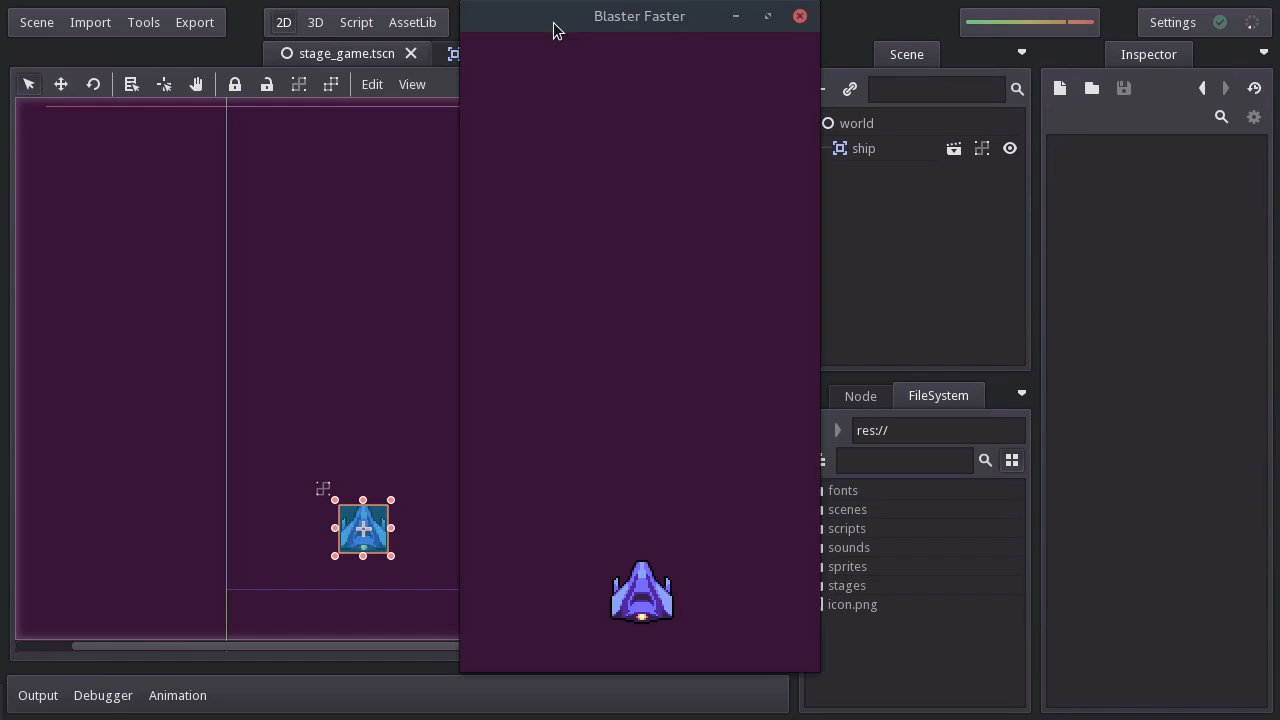 Scene Import Tools Export
2D 3D Script AssetLib
Blaster Faster
Settings
stage_game.tscn
Scene
Inspector
Edit View
world
ship
Node FileSystem
res://
fonts
scenes
scripts
sounds
sprites
stages
icon.png
Output Debugger Animation